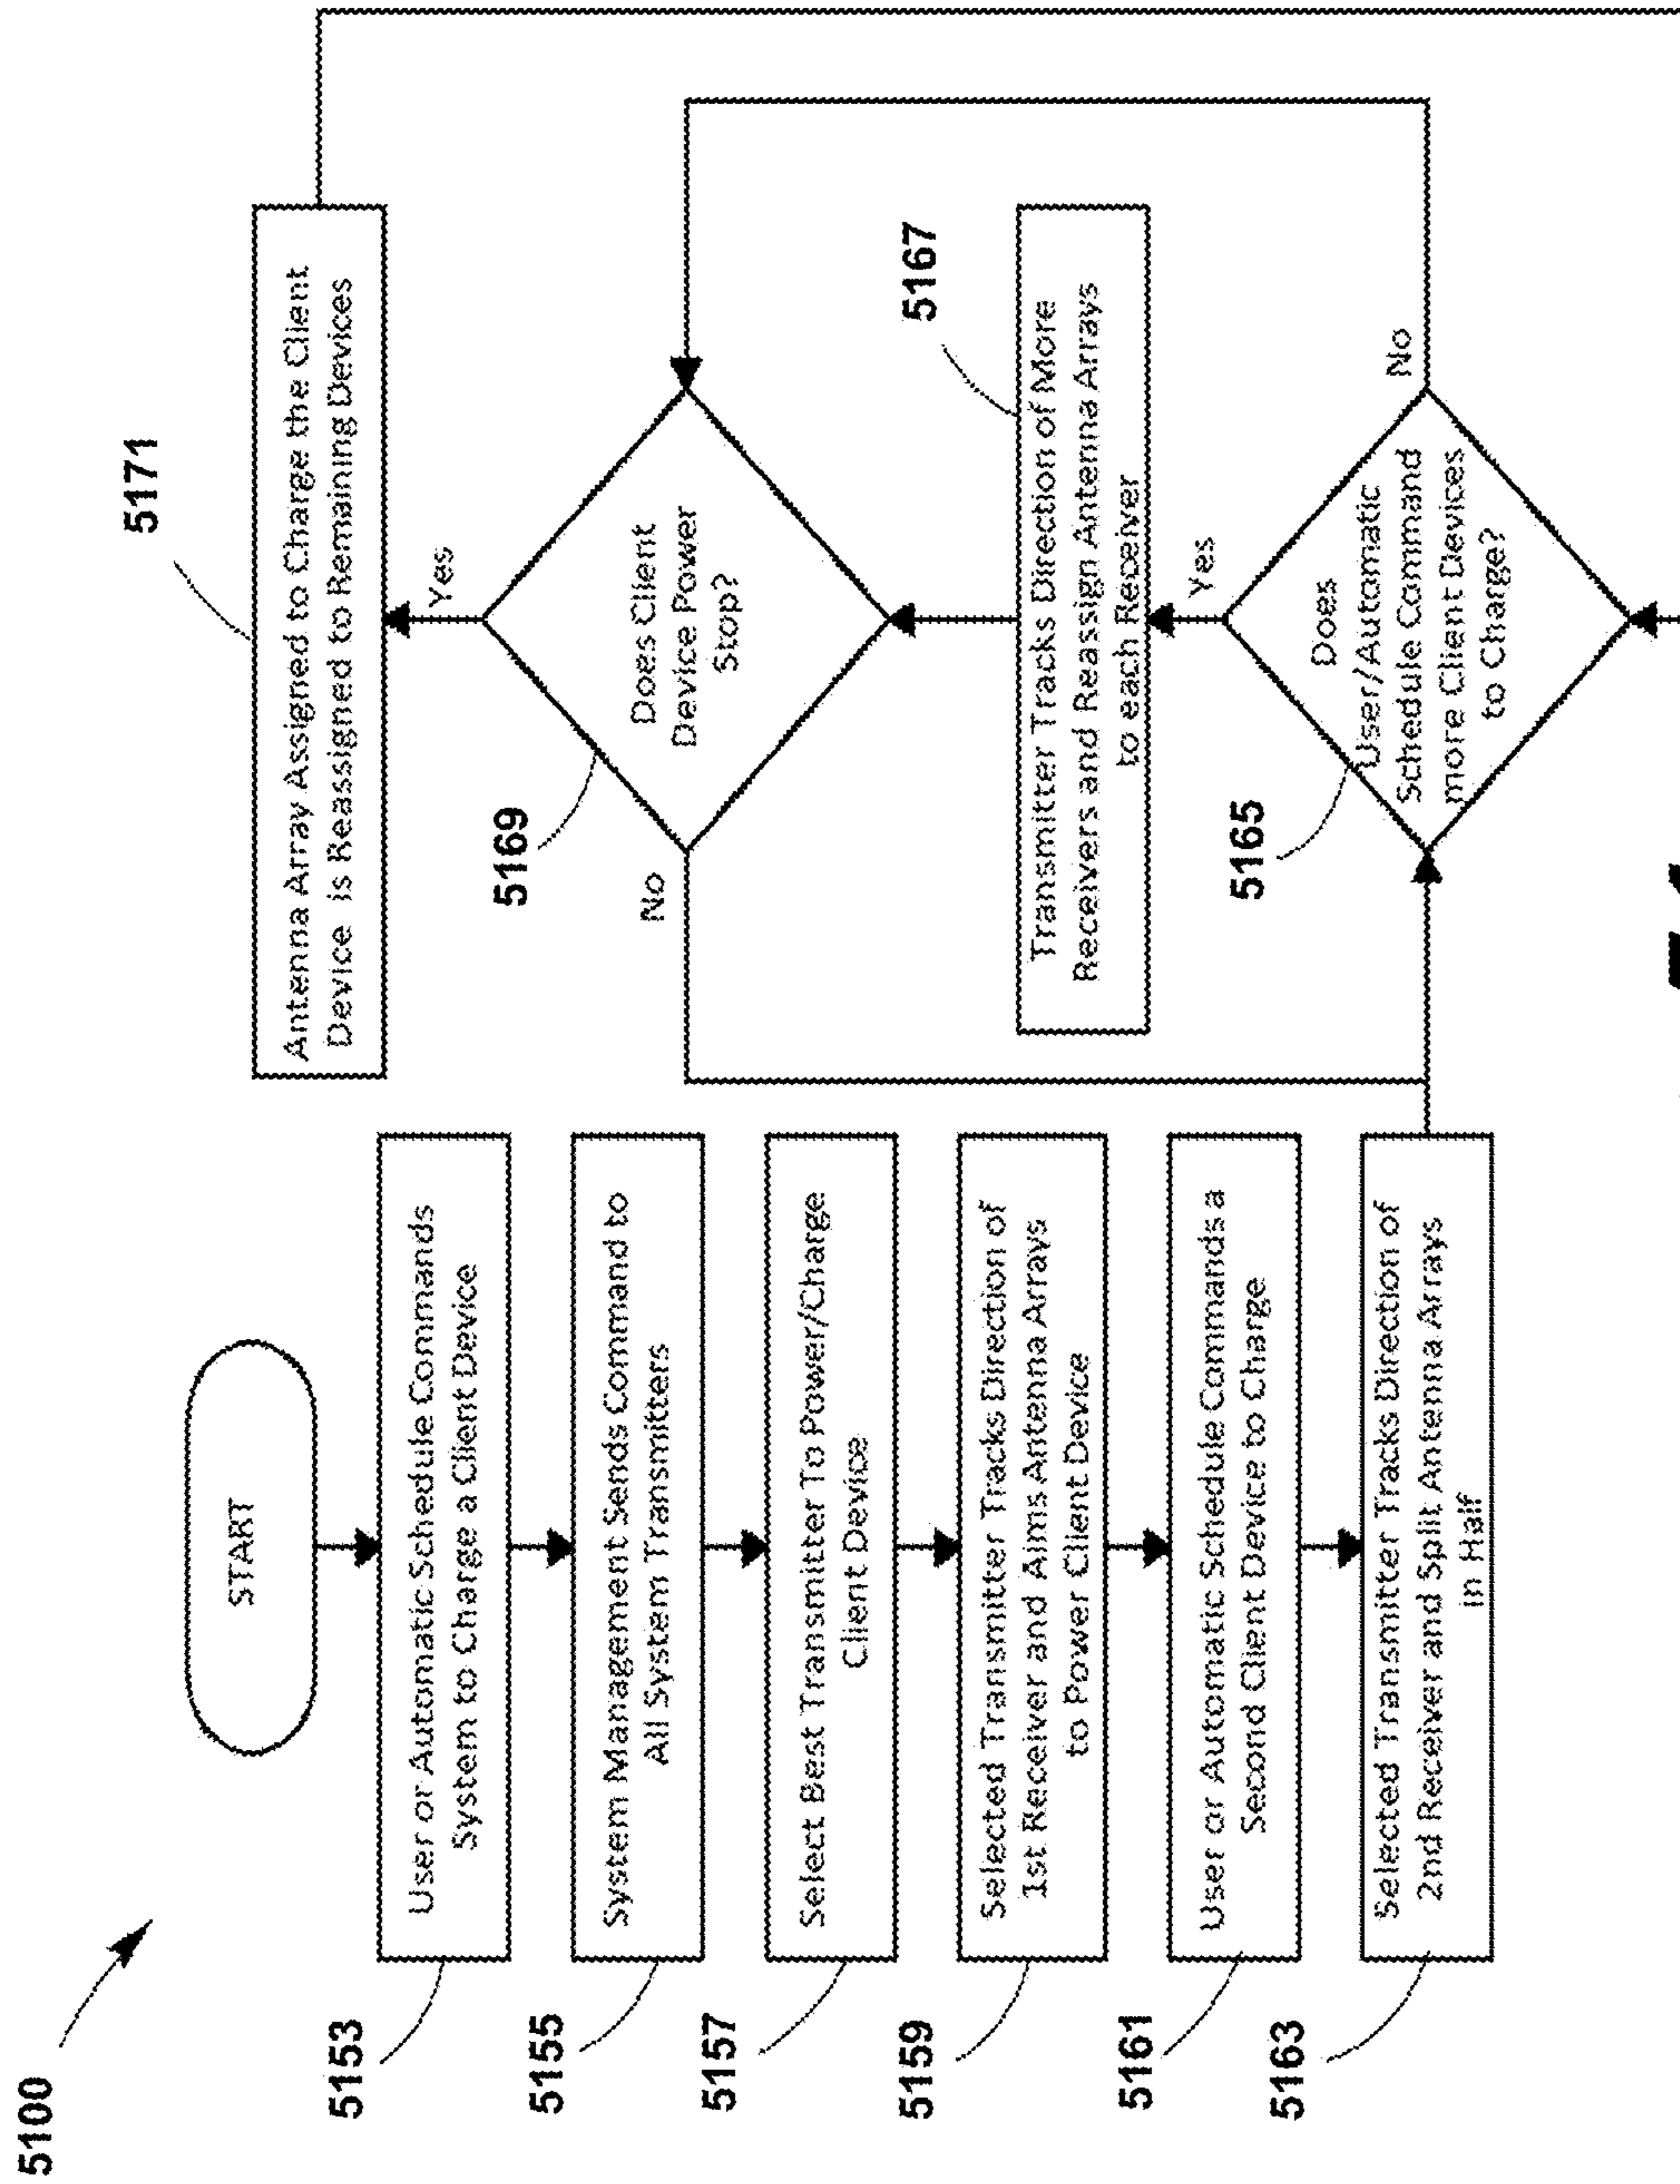 5100
START
5153
User or Automatic Schedule Commands
System to Charge a Client Device
5155
System Management Sends Command to
All System Transmitters
5157
Select Best Transmitter To Power/Charge
Client Device
5159
Selected Transmitter Tracks Direction of
1st Receiver and Aims Antenna Arrays
to Power Client Device
5161
User or Automatic Schedule Commands a
Second Client Device to Charge
5163
Selected Transmitter Tracks Direction of
2nd Receiver and Split Antenna Arrays
in Half
5171
Antenna Array Assigned to Charge the Client
Device is Reassigned to Remaining Devices
Yes
5169
Does Client
Device Power
Stop?
No
5167
Transmitter Tracks Direction of More
Receivers and Reassign Antenna Arrays
to each Receiver
Yes
5165
Does
User/Automatic
Schedule Command
more Client Devices
to Charge?
No